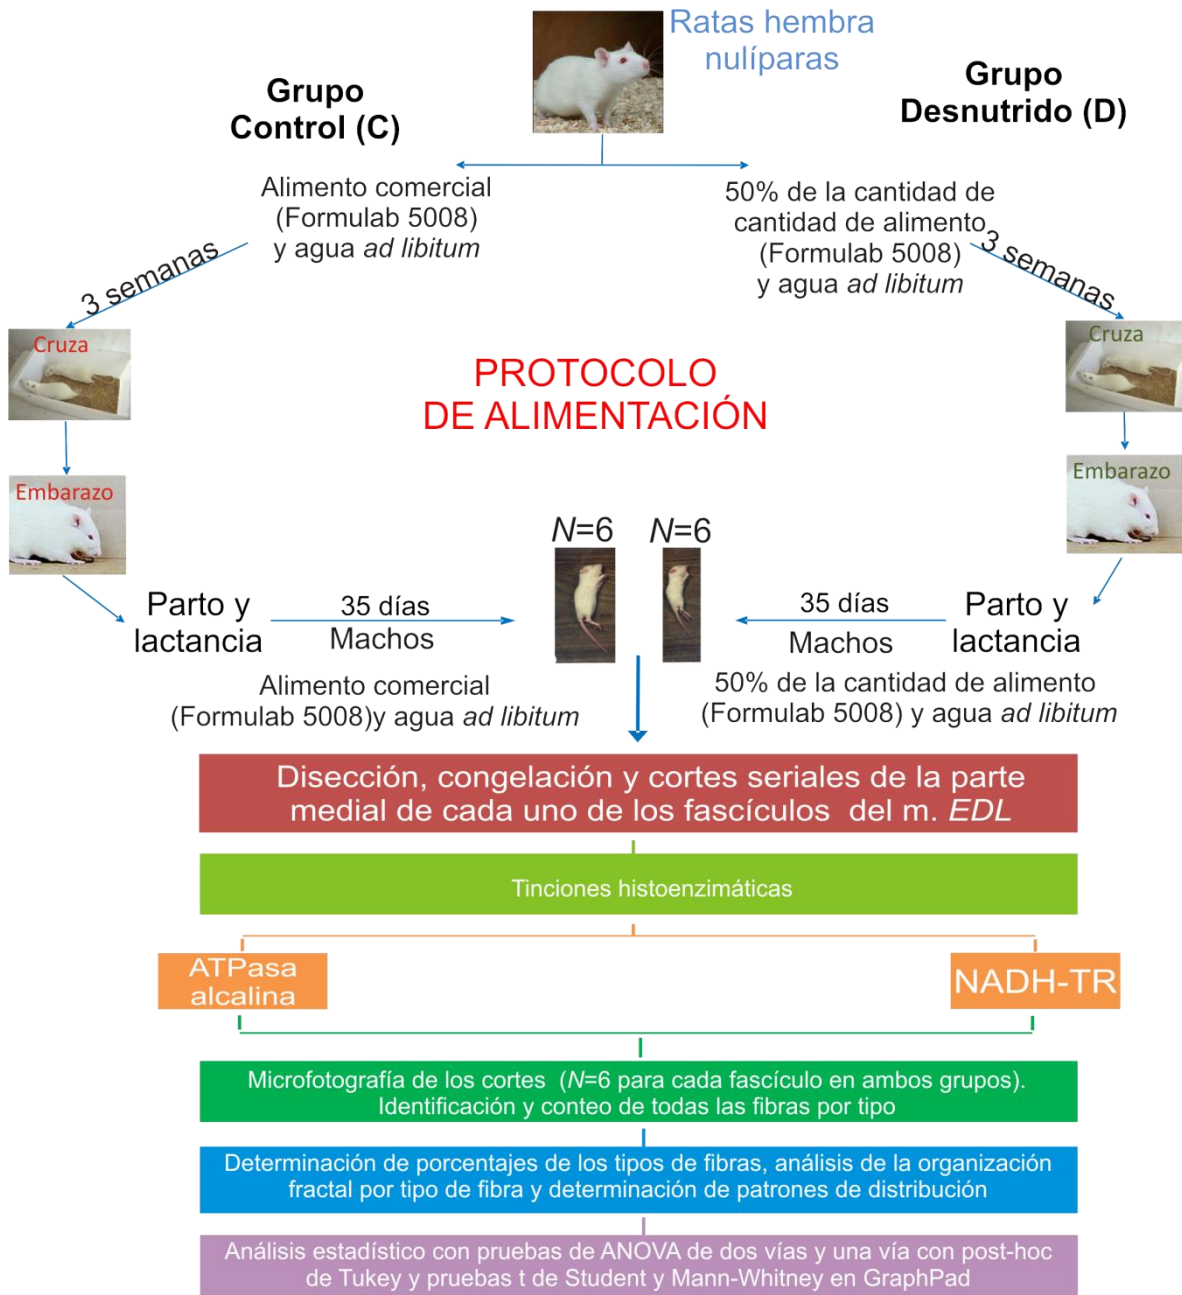 Ratas hembra
nulíparas
Grupo
Control (C)
Grupo
Desnutrido (D)
Alimento comercial
(Formulab 5008)
y agua ad libitum
50% de la cantidad de
cantidad de alimento
(Formulab 5008)
y agua ad libitum
3 semanas
3 semanas
Cruza
Cruza
PROTOCOLO
DE ALIMENTACIÓN
Embarazo
Embarazo
N=6
N=6
Parto y
lactancia
35 días
Machos
35 días
Machos
Parto y
lactancia
Alimento comercial
(Formulab 5008)y agua ad libitum
50% de la cantidad de alimento
(Formulab 5008) y agua ad libitum
Disección, congelación y cortes seriales de la parte
medial de cada uno de los fascículos del m. EDL
Tinciones histoenzimáticas
ATPasa
alcalina
NADH-TR
Microfotografía de los cortes (N=6 para cada fascículo en ambos grupos).
Identificación y conteo de todas las fibras por tipo
Determinación de porcentajes de los tipos de fibras, análisis de la organización
fractal por tipo de fibra y determinación de patrones de distribución
Análisis estadístico con pruebas de ANOVA de dos vías y una vía con post-hoc
de Tukey y pruebas t de Student y Mann-Whitney en GraphPad